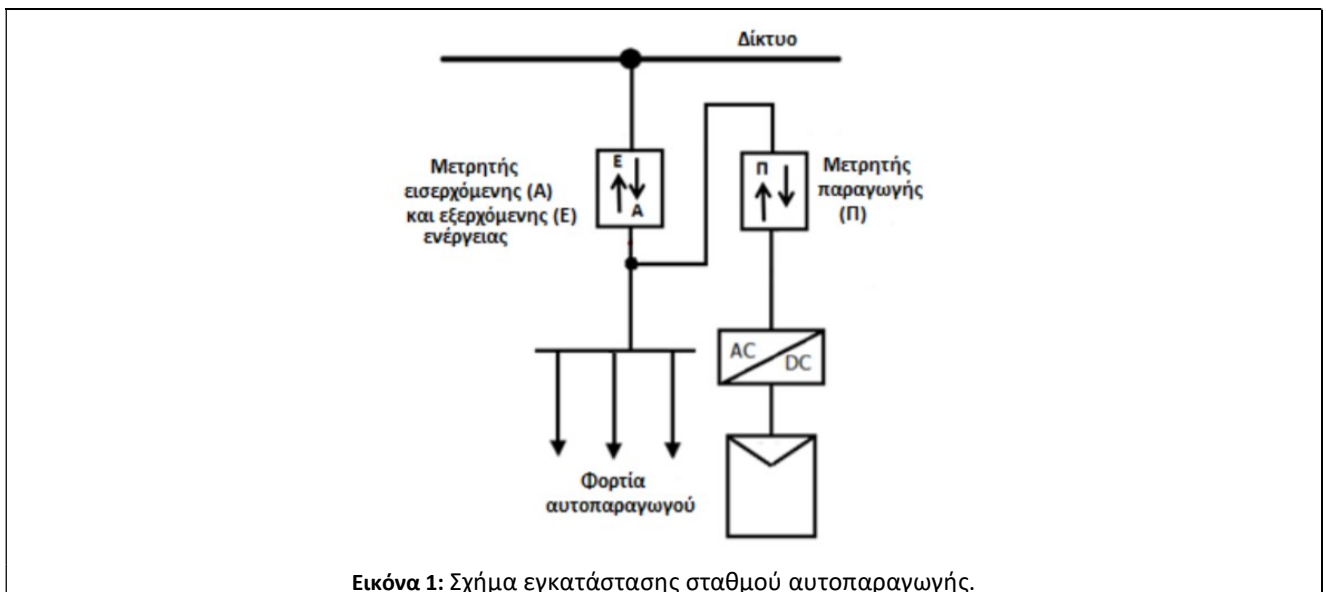 Δίκτυο
Μετρητής
εισερχόμενης (Α)
και εξερχόμενης (Ε)
ενέργειας
Ε
Α
Π
Μετρητής
παραγωγής
(Π)
AC
DC
Φορτία
αυτοπαραγωγού
Εικόνα 1: Σχήμα εγκατάστασης σταθμού αυτοπαραγωγής.